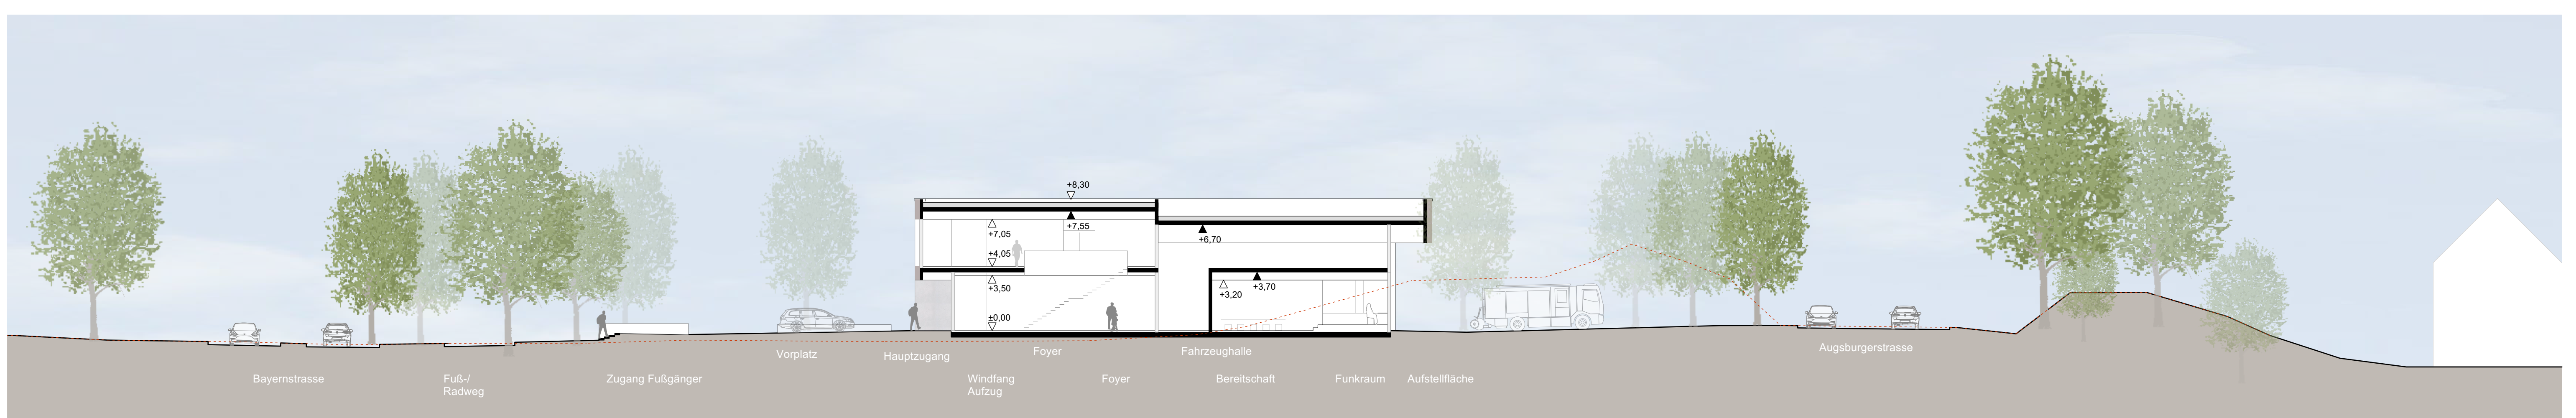 +8,30
+7,55
+7,05
+6,70
+4,05
+3,50
+3,70
+3,20
±0,00
Vorplatz
Hauptzugang
Foyer
Fahrzeughalle
Augsburgerstrasse
Bayernstrasse
Fuß-/
Radweg
Zugang Fußgänger
Windfang
Aufzug
Foyer
Bereitschaft
Funkraum
Aufstellfläche